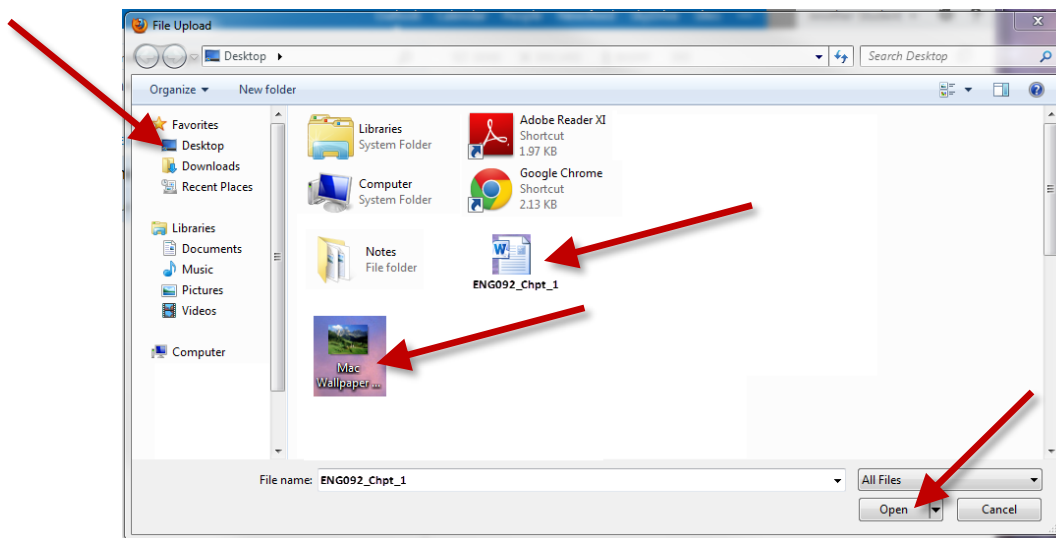 File Upload
Desktop
Search Desktop
Organize
New folder
Favorites
Desktop
Downloads
Recent Places
Libraries
Documents
Music
Pictures
Videos
Computer
Libraries
System Folder
Adobe Reader XI
Shortcut
1.97 KB
Computer
System Folder
Google Chrome
Shortcut
2.13 KB
Notes
File folder
ENG092_Chpt_1
Mac
Wallpaper ...
File name: ENG092_Chpt_1
All Files
Open
Cancel